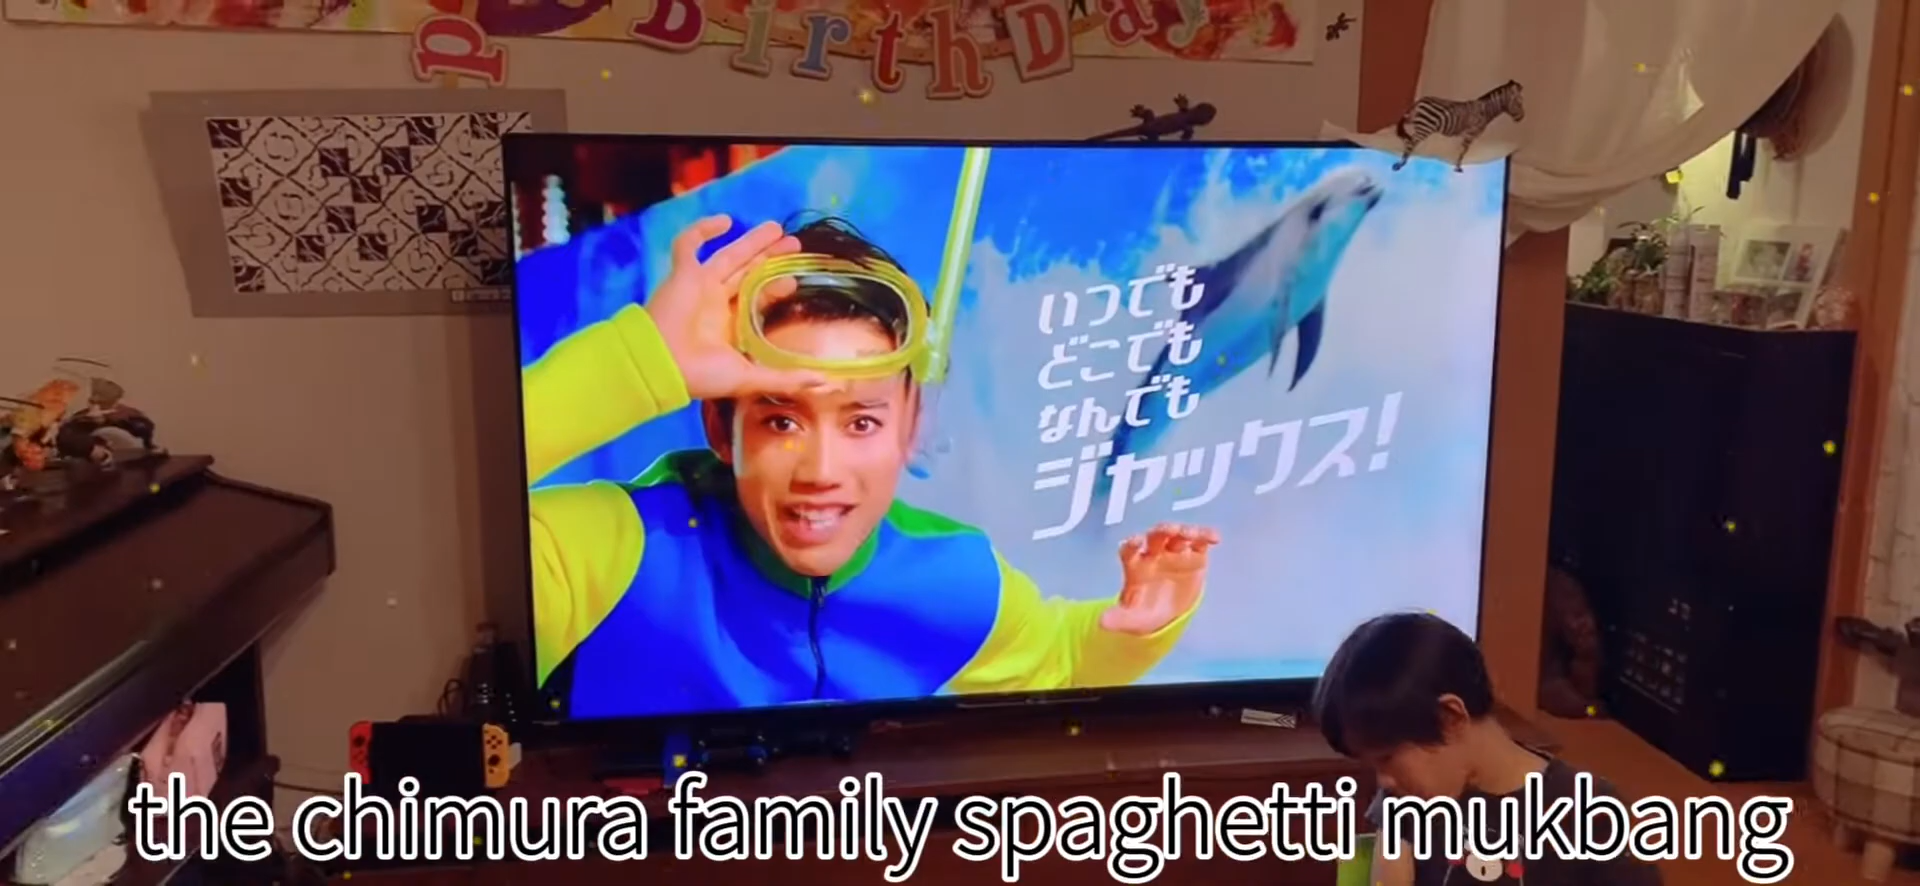 p BirthDay
いつでも
どこでも
なんでも
ジャックス!
the chimura family spaghetti mukbang